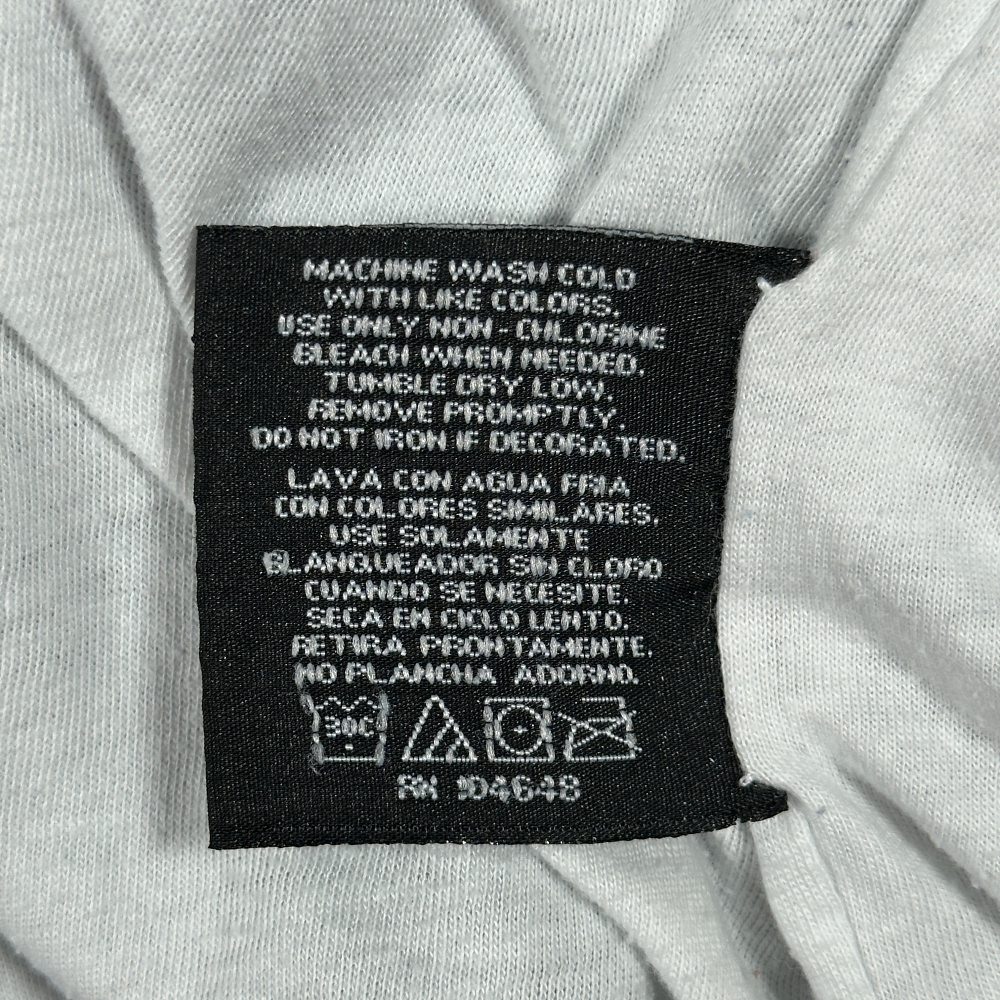 MACHINE WASH COLD
WITH LIKE COLORS.
USE ONLY NON-CHLORINE
BLEACH WHEN NEEDED.
TUMBLE DRY LOW.
REMOVE PROMPTLY.
DO NOT IRON IF DECORATED.
LAVA CON AGUA FRIA
CON COLORES SIMILARES.
USE SOLAMENTE
BLANQUEADOR SIN CLORO
CUANDO SE NECESITE.
SECA EN CICLO LENTO.
RETIRA PRONTAMENTE.
NO PLANCHA ADORNO.
30C
RN 104648